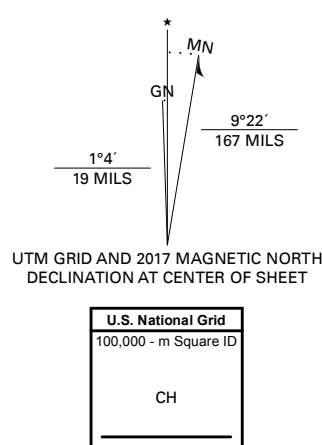 ★
MN
GN
9°22´
167 MILS
1°4´
19 MILS
UTM GRID AND 2017 MAGNETIC NORTH
DECLINATION AT CENTER OF SHEET
U.S. National Grid
100,000 - m Square ID
CH